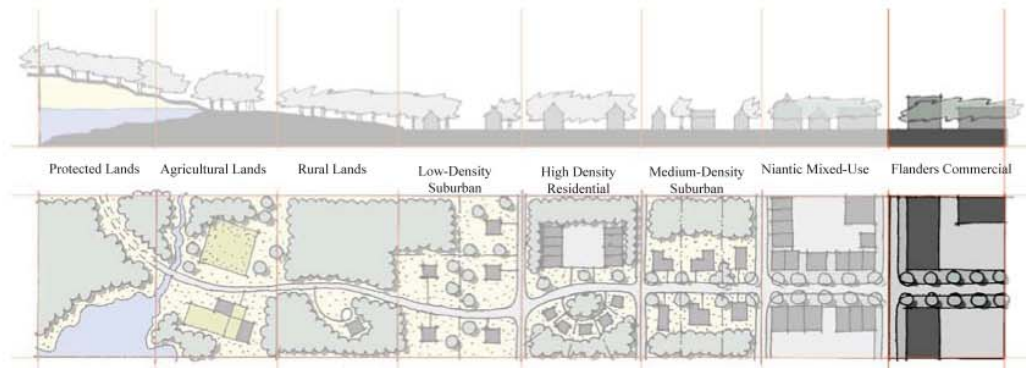 Protected Lands
Agricultural Lands
Rural Lands
Low-Density
Suburban
High Density
Residential
Medium-Density
Suburban
Niantic Mixed-Use
Flanders Commercial